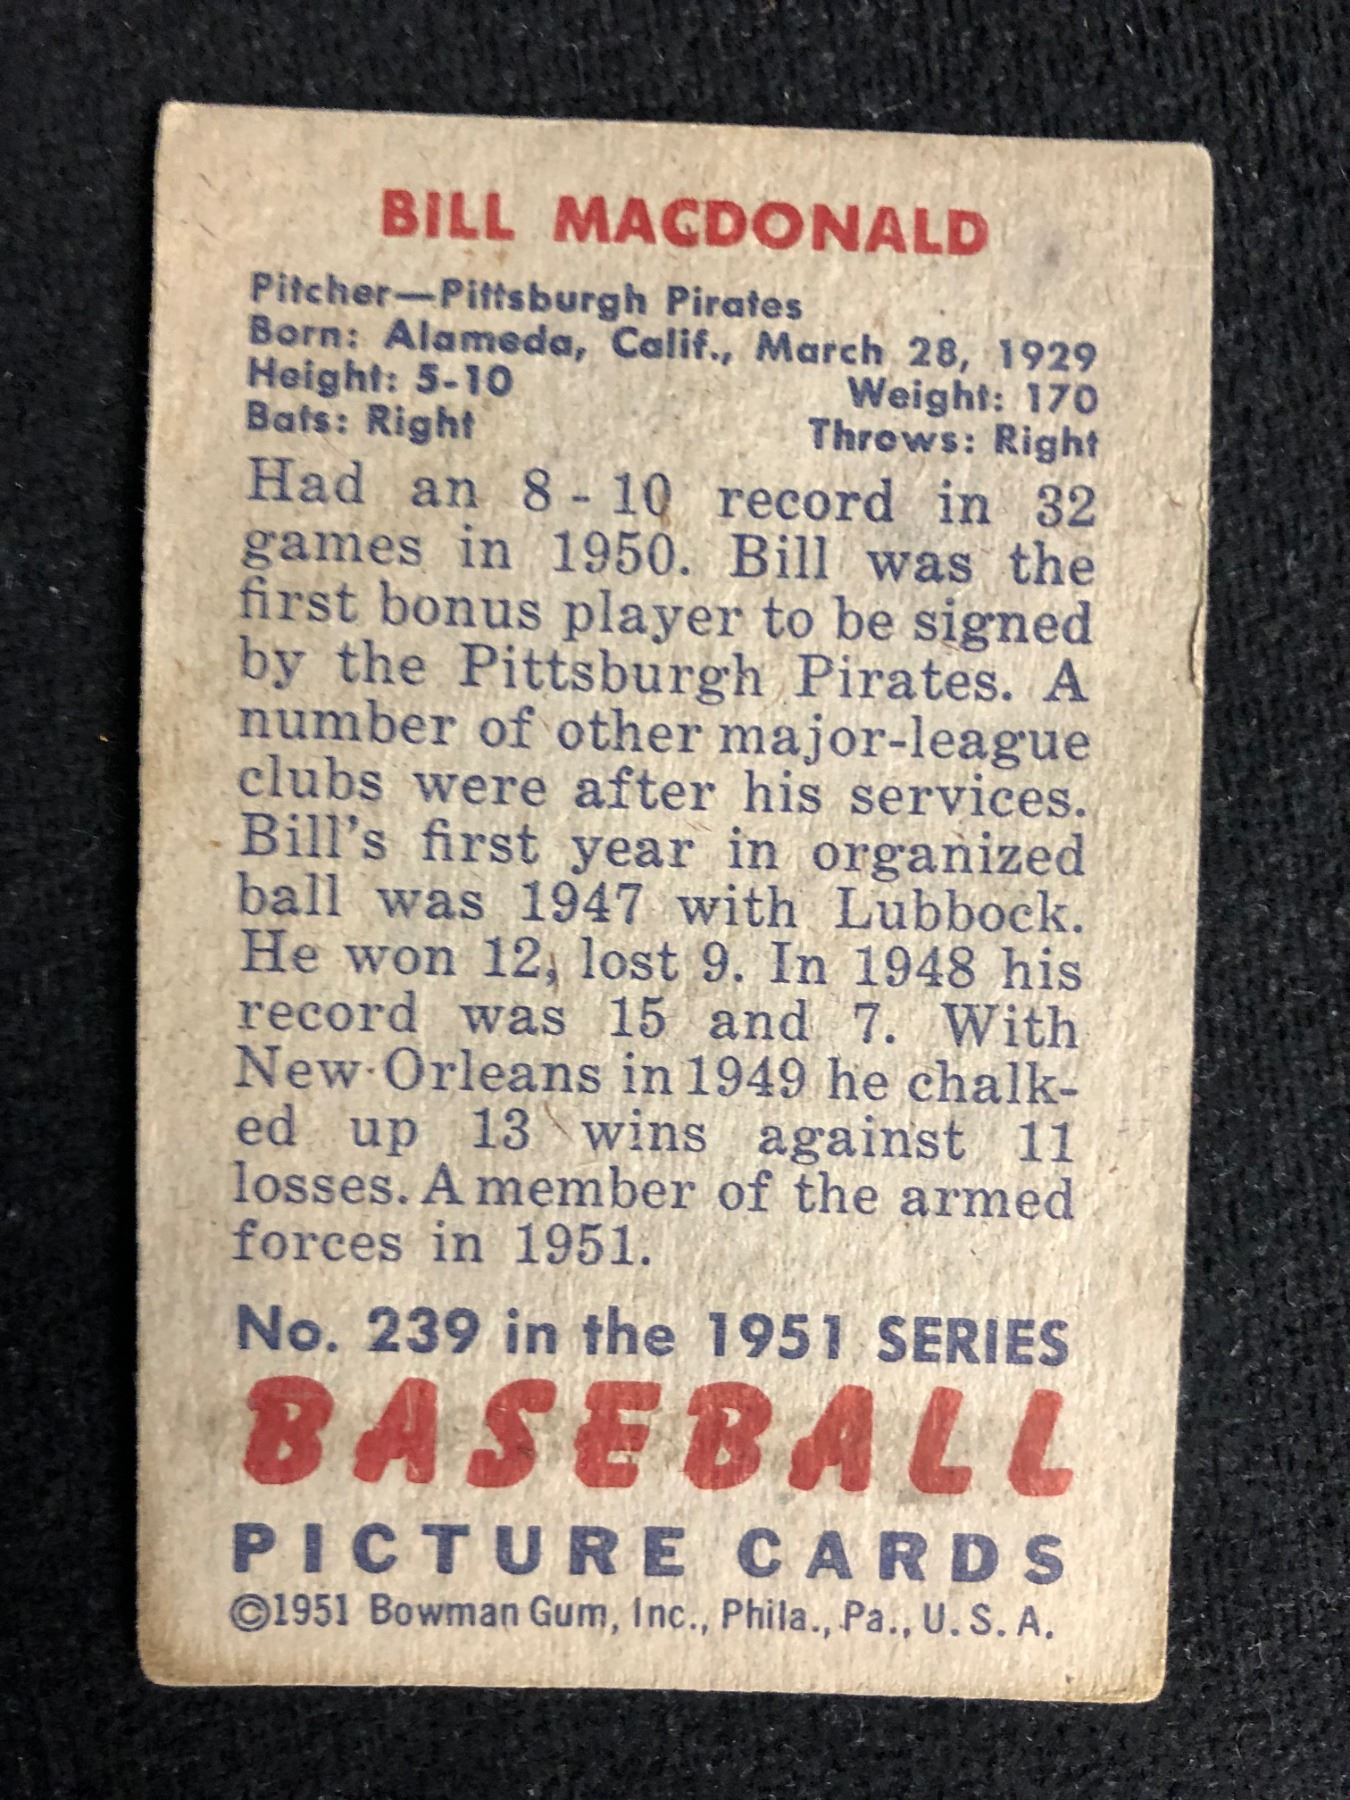 BILL MACDONALD
Pitcher—Pittsburgh Pirates
Born: Alameda, Calif., March 28, 1929
Height: 5-10 Weight: 170
Bats: Right Throws: Right
Had an 8-10 record in 32
games in 1950. Bill was the
first bonus player to be signed
by the Pittsburgh Pirates. A
number of other major-league
clubs were after his services.
Bill's first year in organized
ball was 1947 with Lubbock.
He won 12, lost 9. In 1948 his
record was 15 and 7. With
New Orleans in 1949 he chalk-
ed up 13 wins against 11
losses. A member of the armed
forces in 1951.
No. 239 in the 1951 SERIES
BASEBALL
PICTURE CARDS
©1951 Bowman Gum, Inc., Phila., Pa., U. S. A.